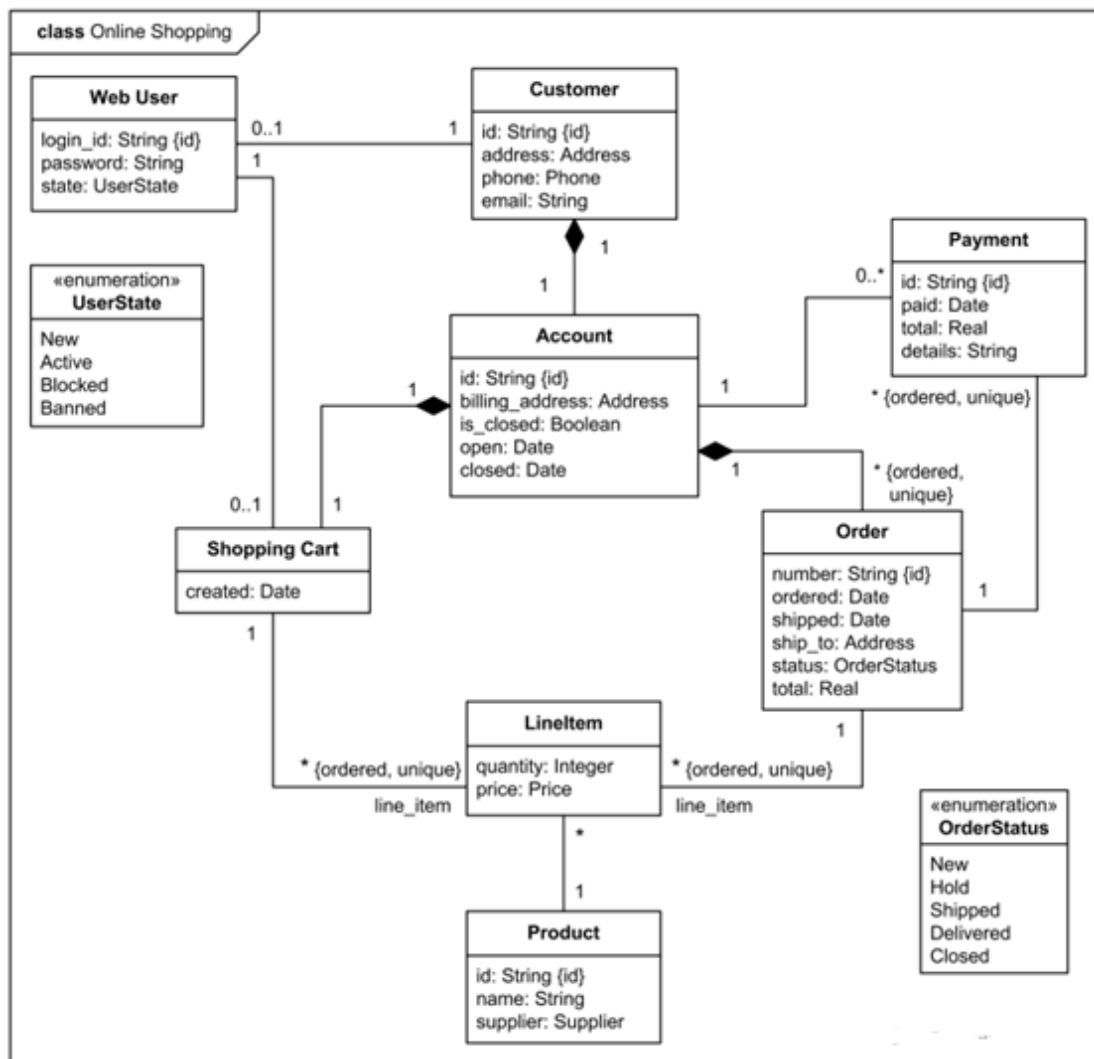 class Online Shopping
Web User
login_id: String {id}
password: String
state: UserState
0..1
1
1
Customer
id: String {id}
address: Address
phone: Phone
email: String
1
1
«enumeration»
UserState
New
Active
Blocked
Banned
Payment
id: String {id}
paid: Date
total: Real
details: String
0..*
* {ordered, unique}
Account
id: String {id}
billing_address: Address
is_closed: Boolean
open: Date
closed: Date
1
1
1
* {ordered,
unique}
0..1
1
Shopping Cart
created: Date
1
Order
number: String {id}
ordered: Date
shipped: Date
ship_to: Address
status: OrderStatus
total: Real
1
1
LineItem
quantity: Integer
price: Price
* {ordered, unique}
line_item
* {ordered, unique}
line_item
*
1
Product
id: String {id}
name: String
supplier: Supplier
«enumeration»
OrderStatus
New
Hold
Shipped
Delivered
Closed